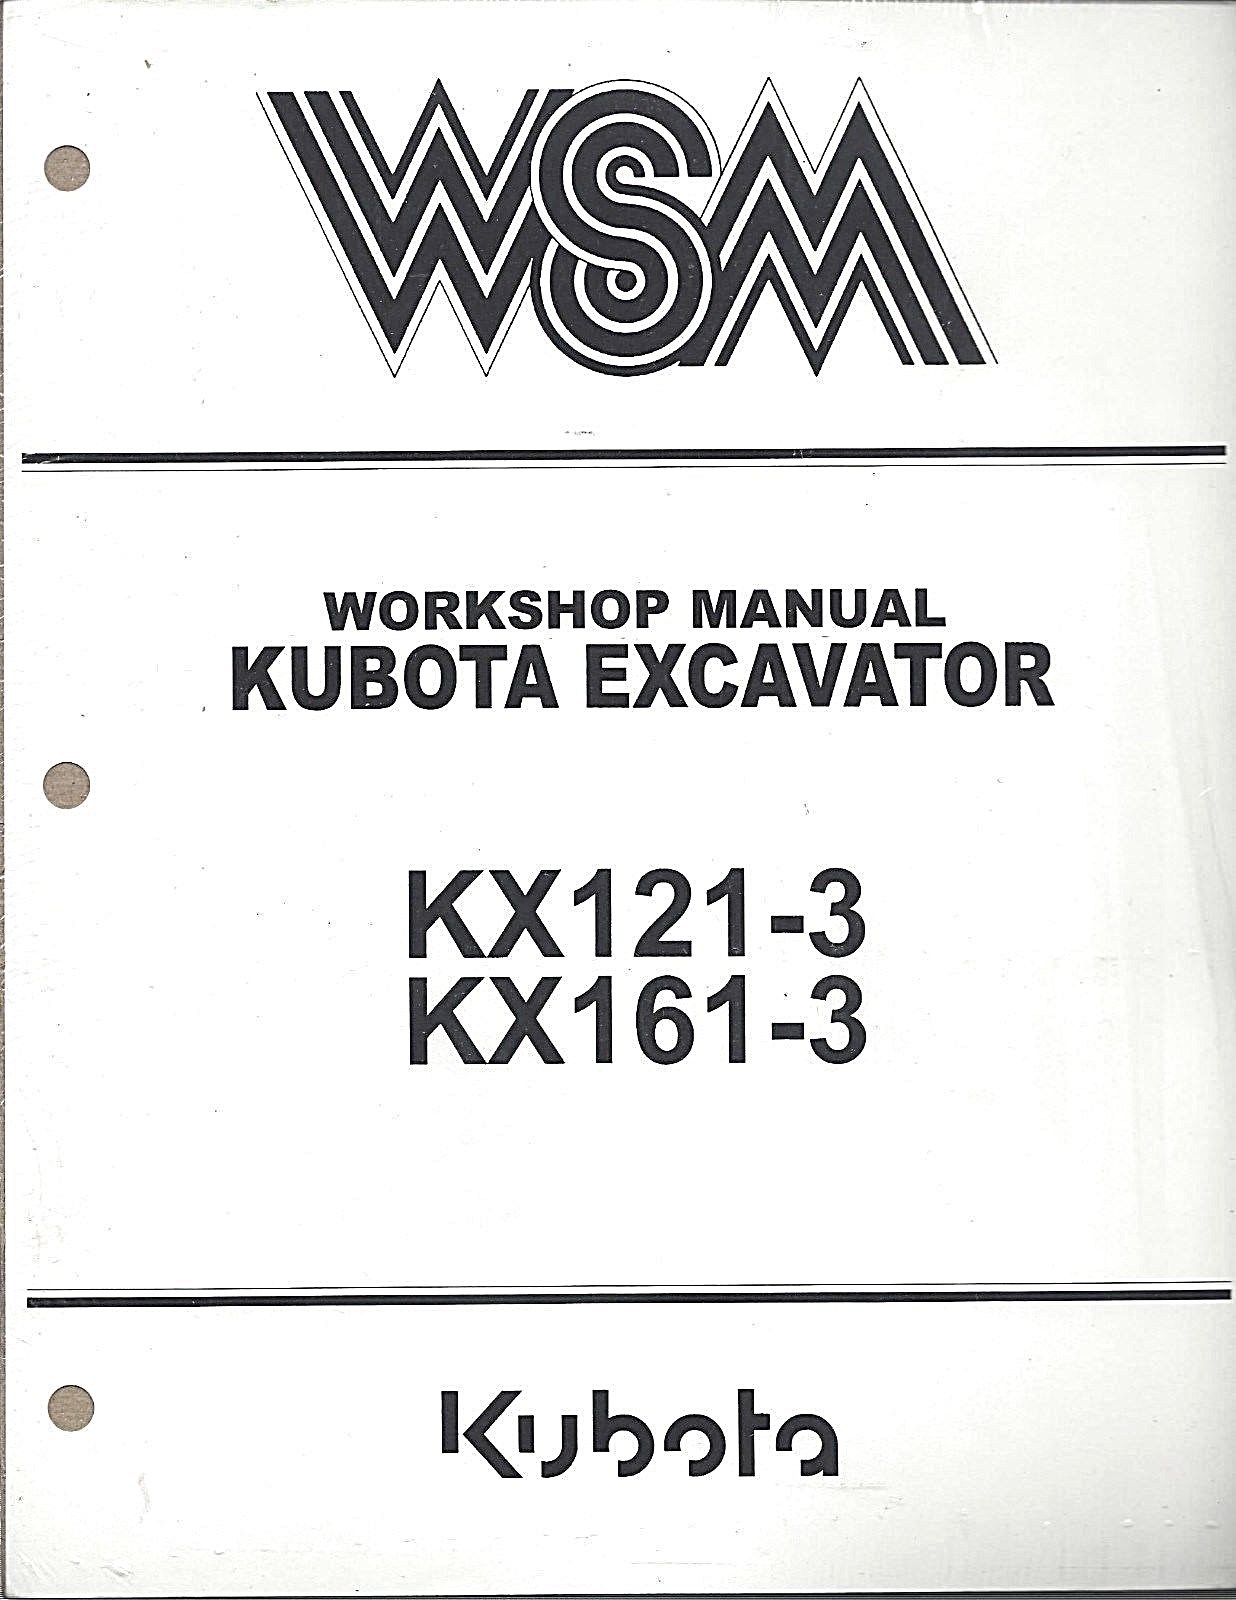 WSM
WORKSHOP MANUAL
KUBOTA EXCAVATOR
KX121-3
KX161-3
Kubota